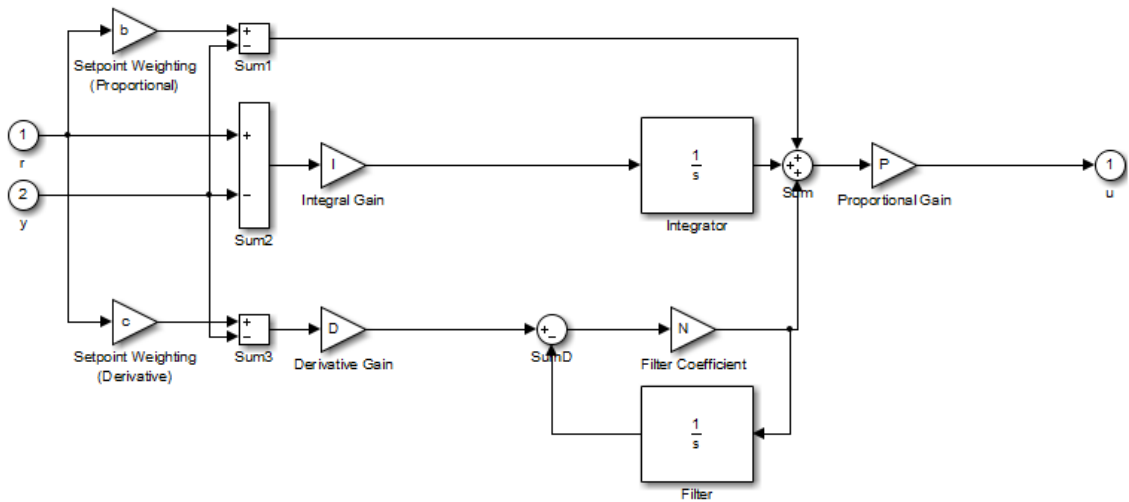 b
+
−
Sum1
Setpoint Weighting
(Proportional)
1
r
+
2
y
−
Sum2
I
Integral Gain
1
s
Integrator
+
+
+
Sum
P
Proportional Gain
1
u
c
Setpoint Weighting
(Derivative)
+
−
Sum3
D
Derivative Gain
+
−
SumD
N
Filter Coefficient
1
s
Filter